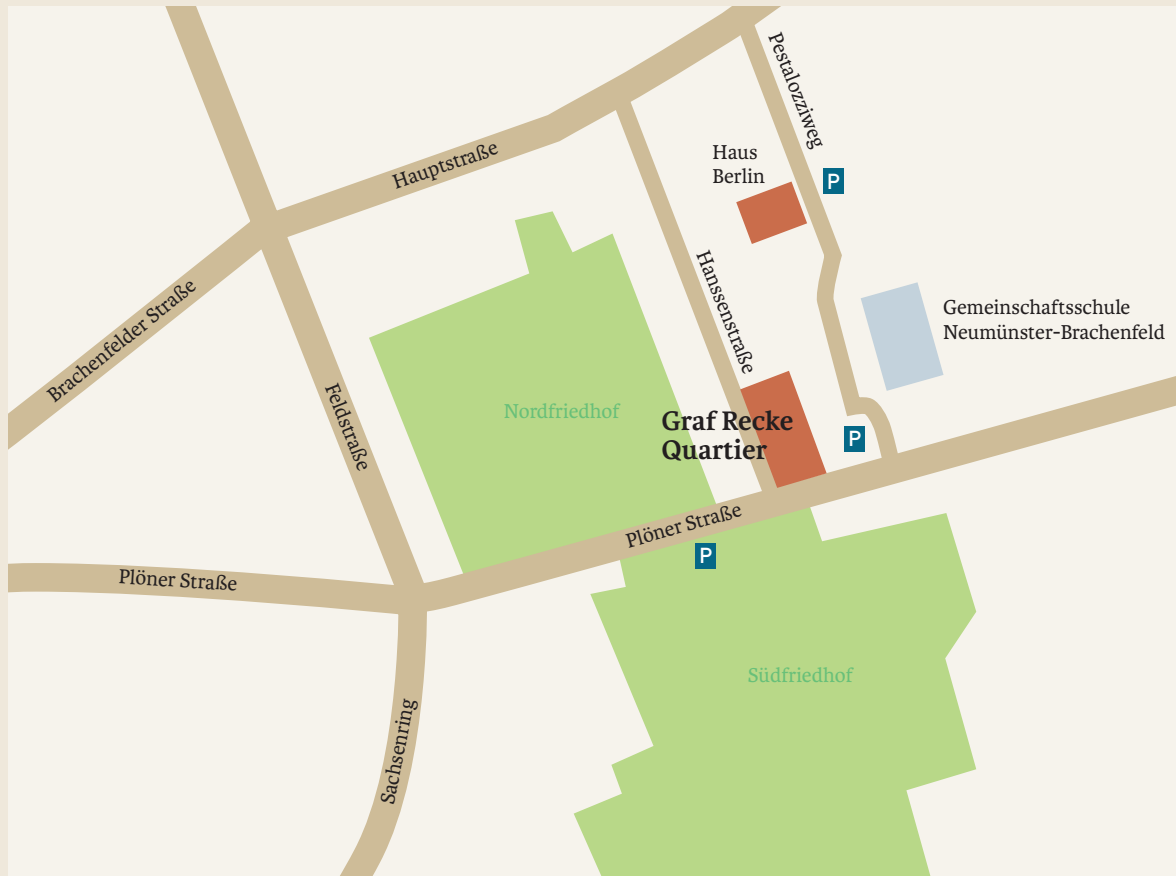 Pestalozziweg
Hauptstraße
Haus
Berlin
P
Hanssenstraße
Brachenfelder Straße
Gemeinschaftsschule
Neumünster-Brachenfeld
Feldstraße
Nordfriedhof
Graf Recke
Quartier
P
Plöner Straße
P
Plöner Straße
Südfriedhof
Sachsenring